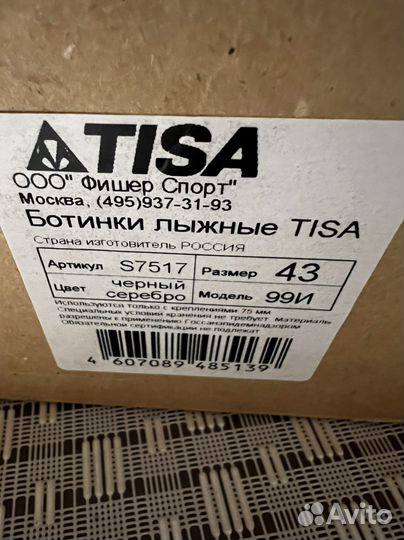 TISA
ООО" Фишер Спорт"
Москва, (495)937-31-93
Ботинки лыжные TISA
Страна изготовитель РОССИЯ
Артикул S7517 Размер 43
Цвет черный серебро Модель 99И
Используются только с креплениями 75 мм
Специальных условий хранения не требует. Материалы
разрешены к применению Госсанэпидемнадзором
Обязательной сертификации не подлежат
4 607089 485139
Avito